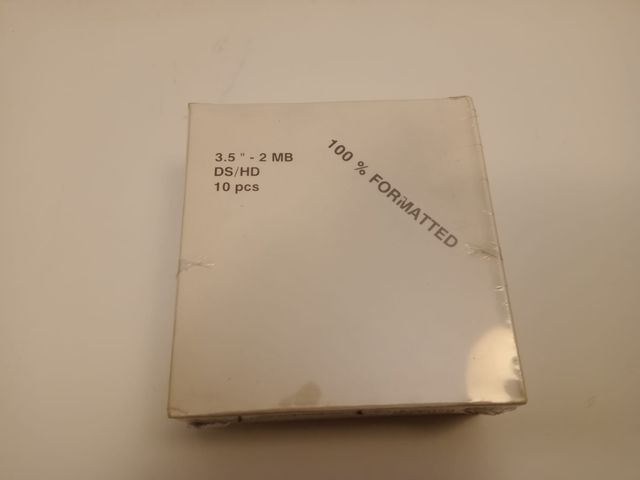 3.5 " - 2 MB
DS/HD
10 pcs
100 % FORMATTED